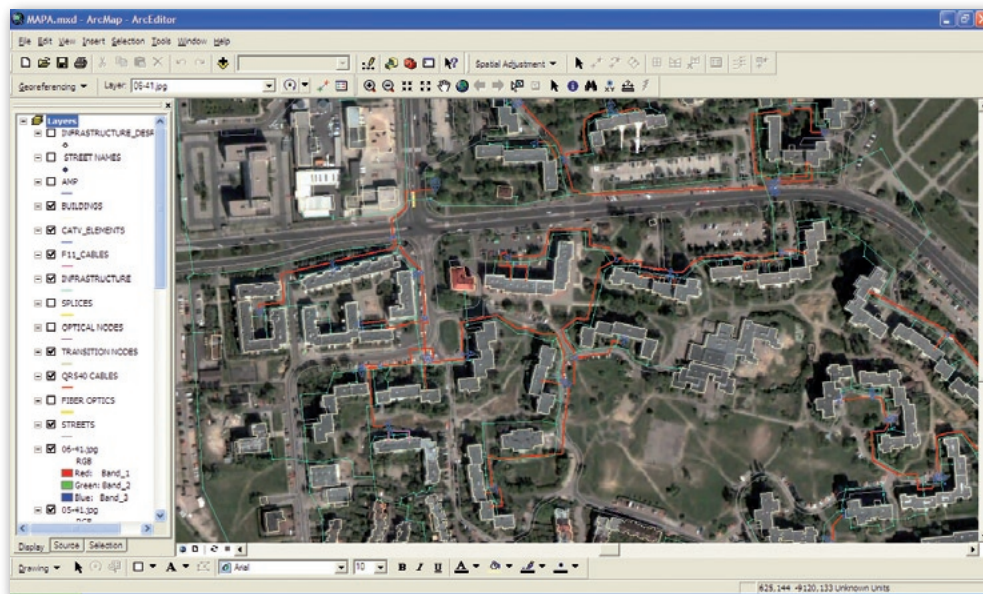 MAPA.mxd - ArcMap - ArcEditor
File Edit View Insert Selection Tools Window Help
Spatial Adjustment
Georeferencing Layer: 05-41.jpg
Layers
INFRASTRUCTURE_DESF
STREET NAMES
AMP
BUILDINGS
CATV_ELEMENTS
F11_CABLES
INFRASTRUCTURE
SPLICES
OPTICAL NODES
TRANSITION NODES
QR540 CABLES
FIBER OPTICS
STREETS
06-41.jpg
RGB
Red: Band_1
Green: Band_2
Blue: Band_3
05-41.jpg
RGB
Display Source Selection
Drawing A Arial 10 B I U A
625,144 -9120,133 Unknown Units